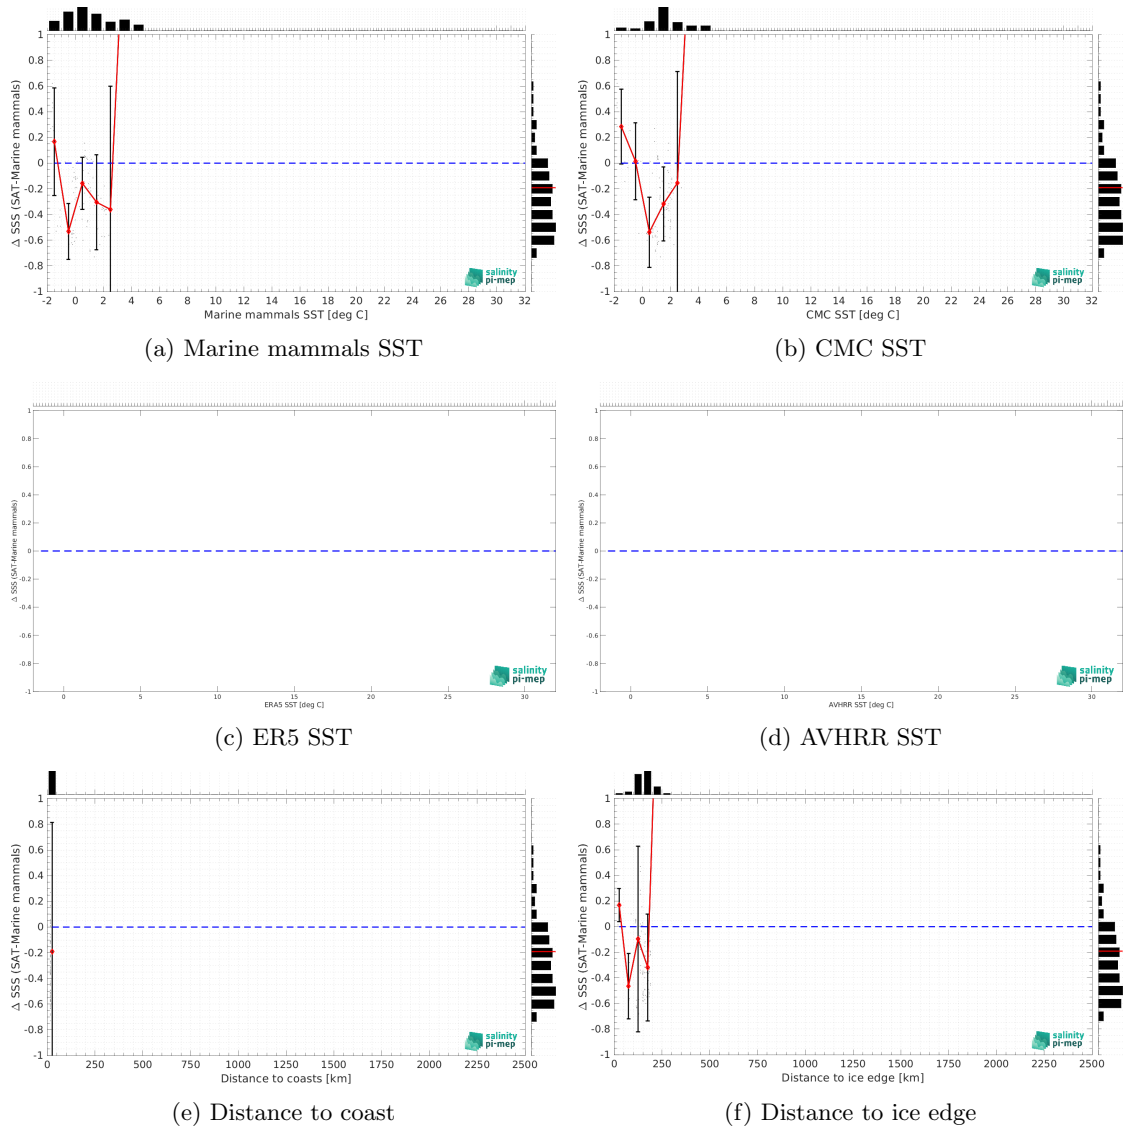 1
0.8
0.6
0.4
0.2
0
-0.2
-0.4
-0.6
-0.8
-1
Δ SSS (SAT-Marine mammals)
-2 0 2 4 6 8 10 12 14 16 18 20 22 24 26 28 30 32
Marine mammals SST [deg C]
salinity
pi-mep
(a) Marine mammals SST
1
0.8
0.6
0.4
0.2
0
-0.2
-0.4
-0.6
-0.8
-1
Δ SSS (SAT-Marine mammals)
-2 0 2 4 6 8 10 12 14 16 18 20 22 24 26 28 30 32
CMC SST [deg C]
salinity
pi-mep
(b) CMC SST
1
0.8
0.6
0.4
0.2
0
-0.2
-0.4
-0.6
-0.8
-1
Δ SSS (SAT-Marine mammals)
0 5 10 15 20 25 30
ERA5 SST [deg C]
salinity
pi-mep
(c) ER5 SST
1
0.8
0.6
0.4
0.2
0
-0.2
-0.4
-0.6
-0.8
-1
Δ SSS (SAT-Marine mammals)
0 5 10 15 20 25 30
AVHRR SST [deg C]
salinity
pi-mep
(d) AVHRR SST
1
0.8
0.6
0.4
0.2
0
-0.2
-0.4
-0.6
-0.8
-1
Δ SSS (SAT-Marine mammals)
0 250 500 750 1000 1250 1500 1750 2000 2250 2500
Distance to coasts [km]
salinity
pi-mep
(e) Distance to coast
1
0.8
0.6
0.4
0.2
0
-0.2
-0.4
-0.6
-0.8
-1
Δ SSS (SAT-Marine mammals)
0 250 500 750 1000 1250 1500 1750 2000 2250 2500
Distance to ice edge [km]
salinity
pi-mep
(f) Distance to ice edge